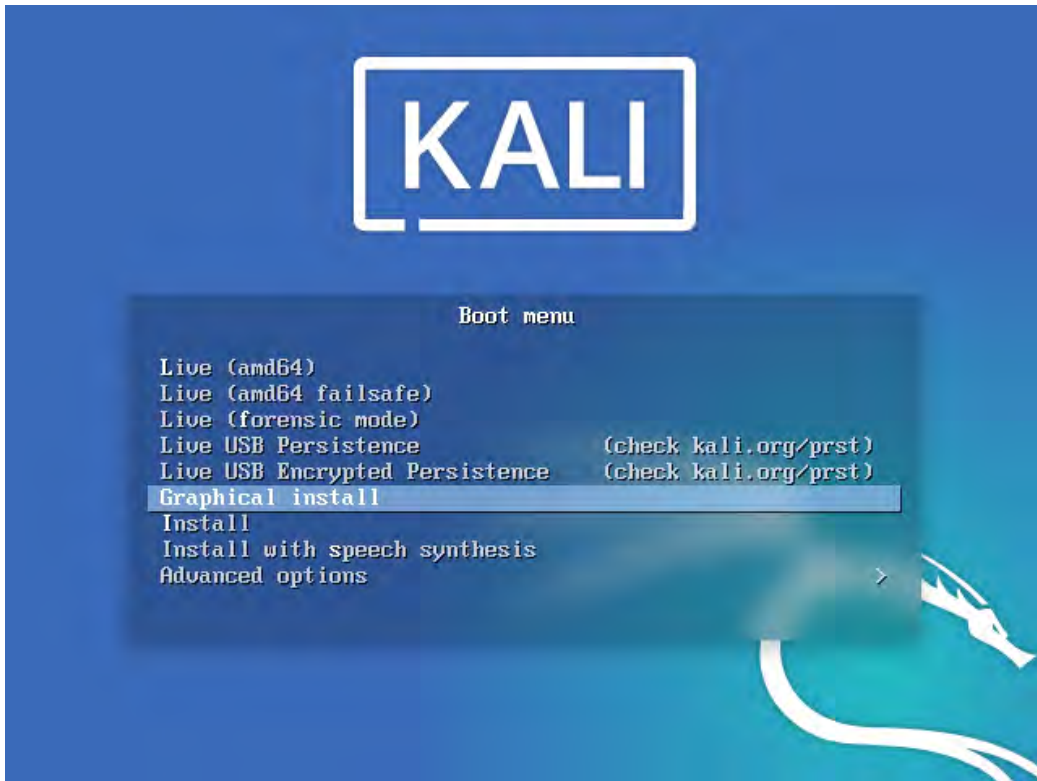 KALI
Boot menu
Live (amd64)
Live (amd64 failsafe)
Live (forensic mode)
Live USB Persistence (check kali.org/prst)
Live USB Encrypted Persistence (check kali.org/prst)
Graphical install
Install
Install with speech synthesis
Advanced options >